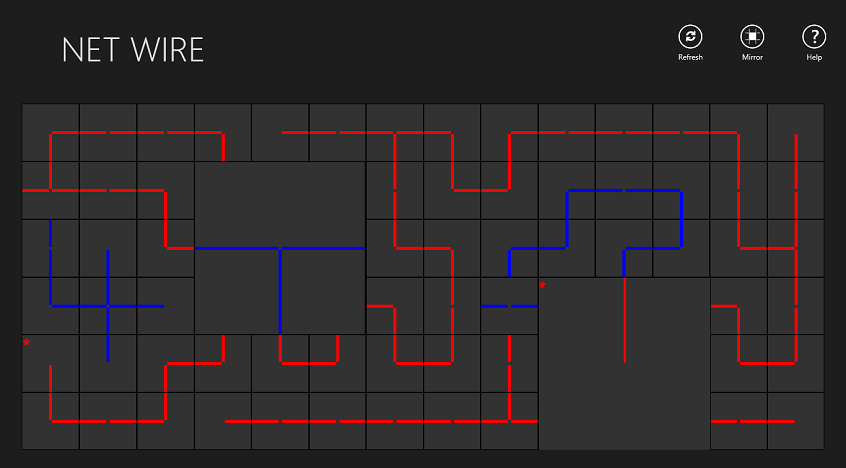 NET WIRE
Refresh
Mirror
Help
*
*